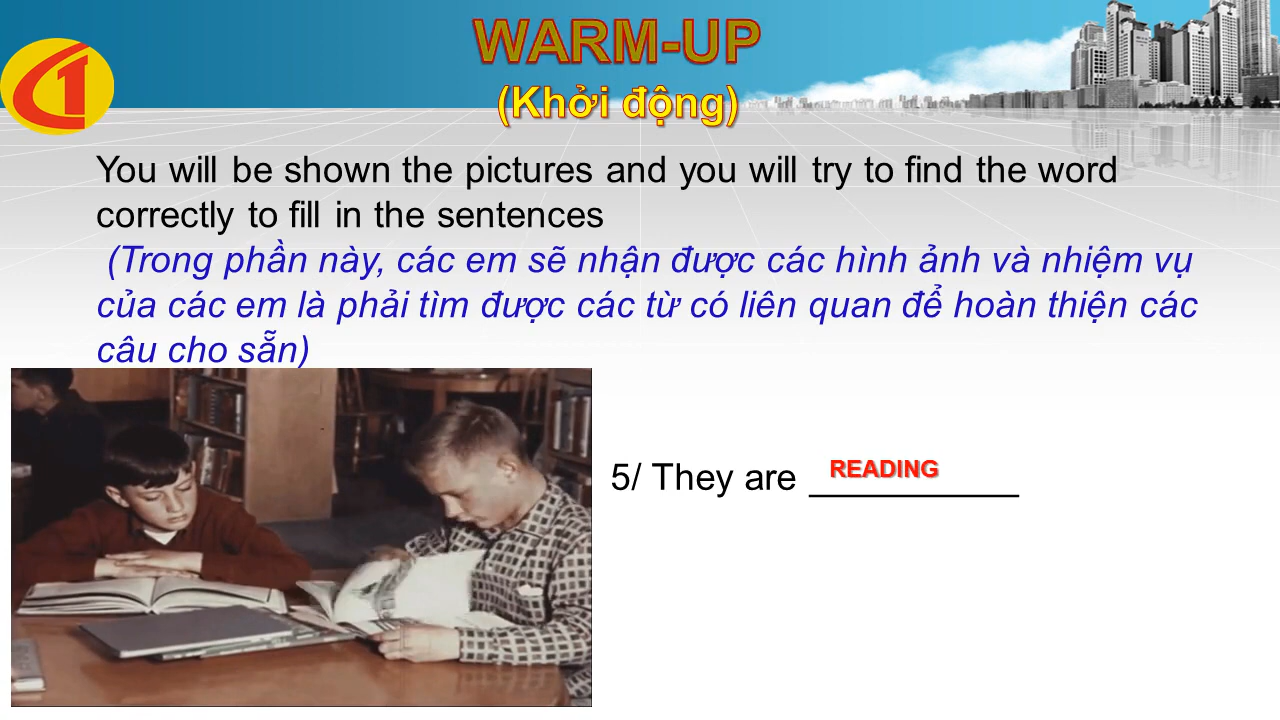 WARM-UP
(Khởi động)
You will be shown the pictures and you will try to find the word
correctly to fill in the sentences
(Trong phần này, các em sẽ nhận được các hình ảnh và nhiệm vụ
của các em là phải tìm được các từ có liên quan để hoàn thiện các
câu cho sẵn)
5/ They are __________ READING